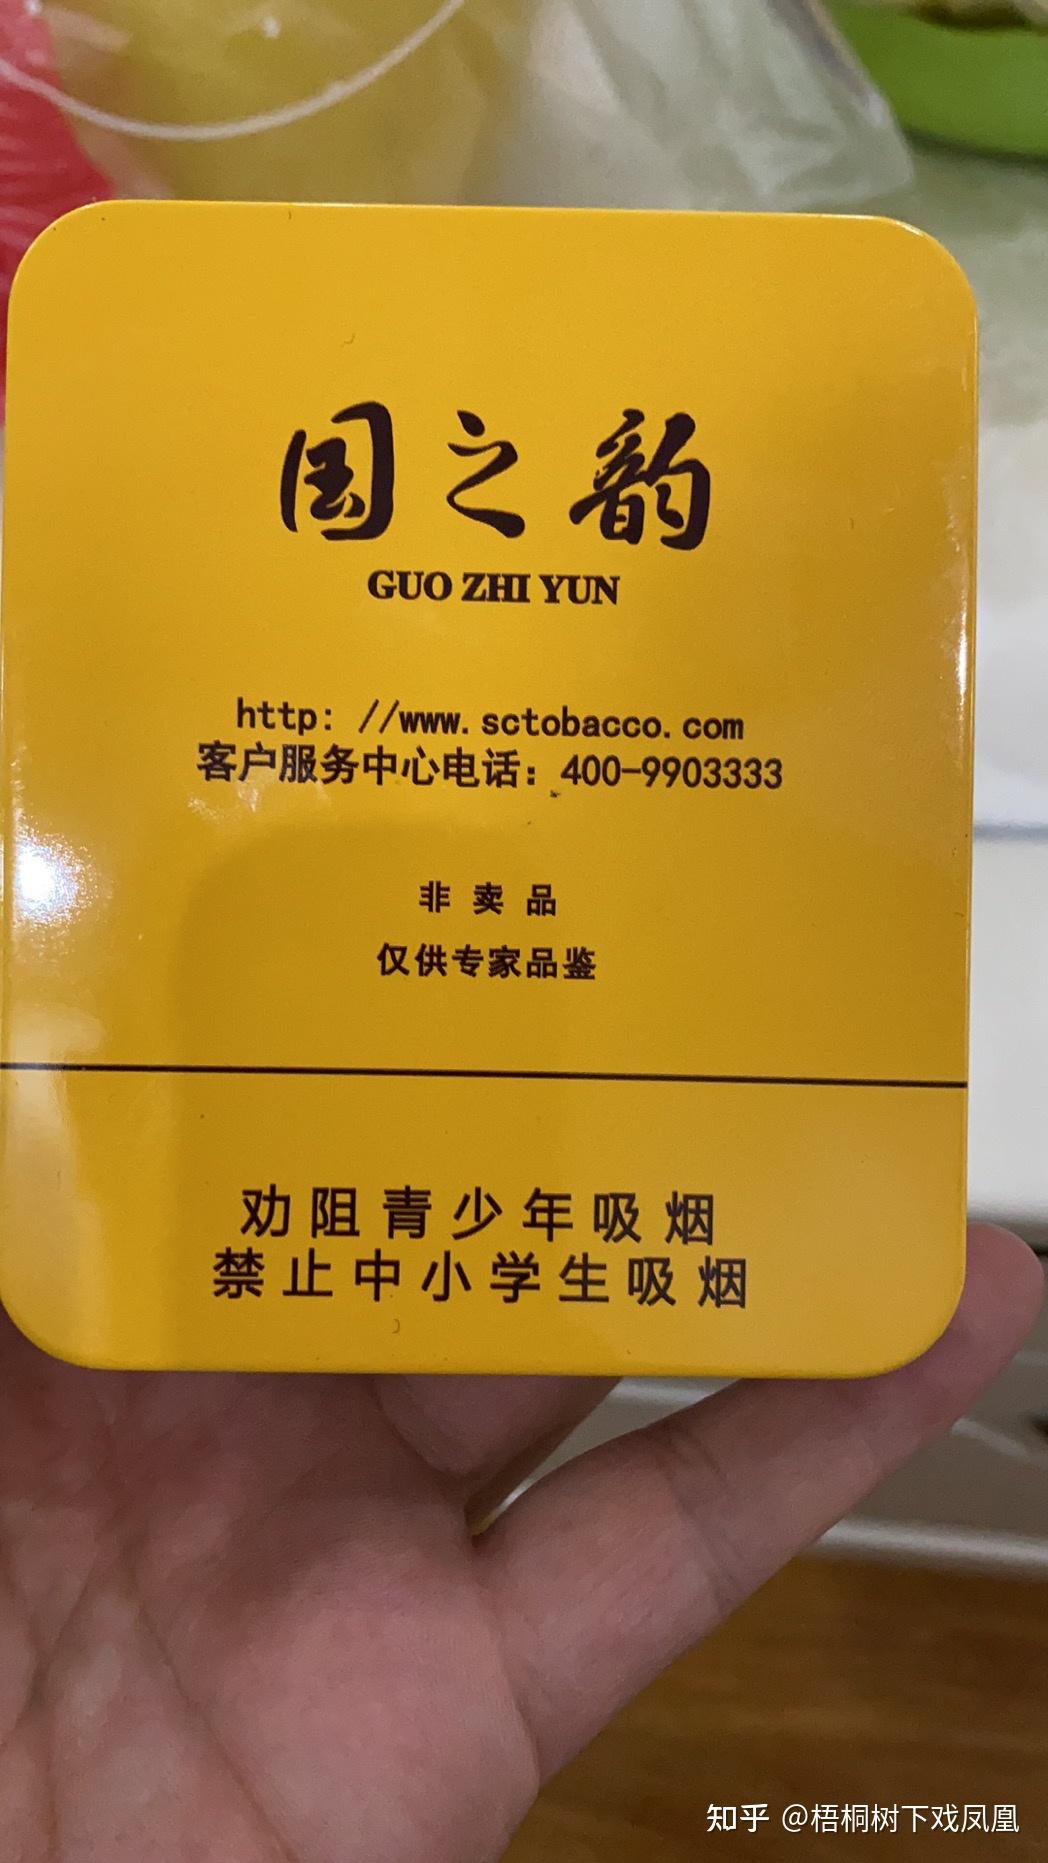 国之韵
GUO ZHI YUN
http: //www.sctobacco.com
客户服务中心电话：400-9903333
非卖品
仅供专家品鉴
劝阻青少年吸烟
禁止中小学生吸烟
知乎 @梧桐树下戏凤凰